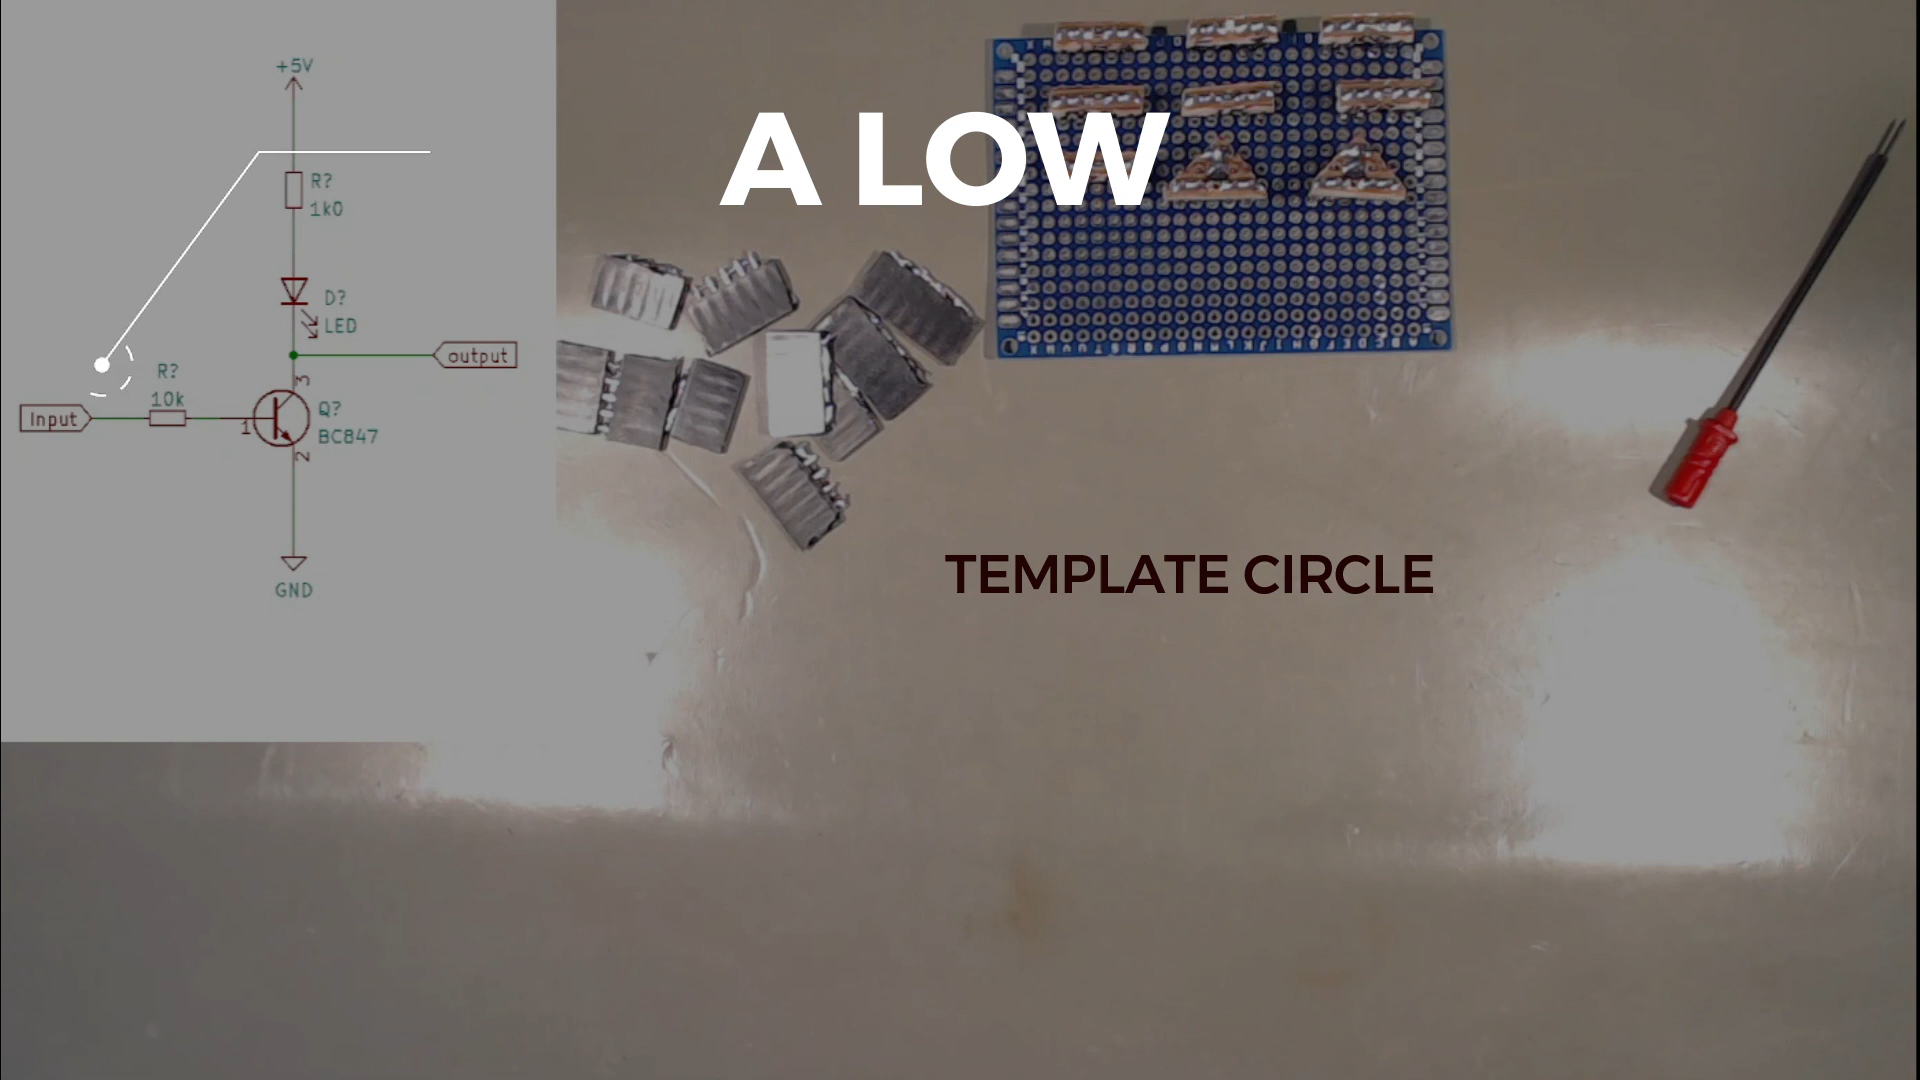 +5V
R?
1k0
D?
LED
output
R?
10k
Input
3
1
Q?
BC847
2
GND
A LOW
TEMPLATE CIRCLE